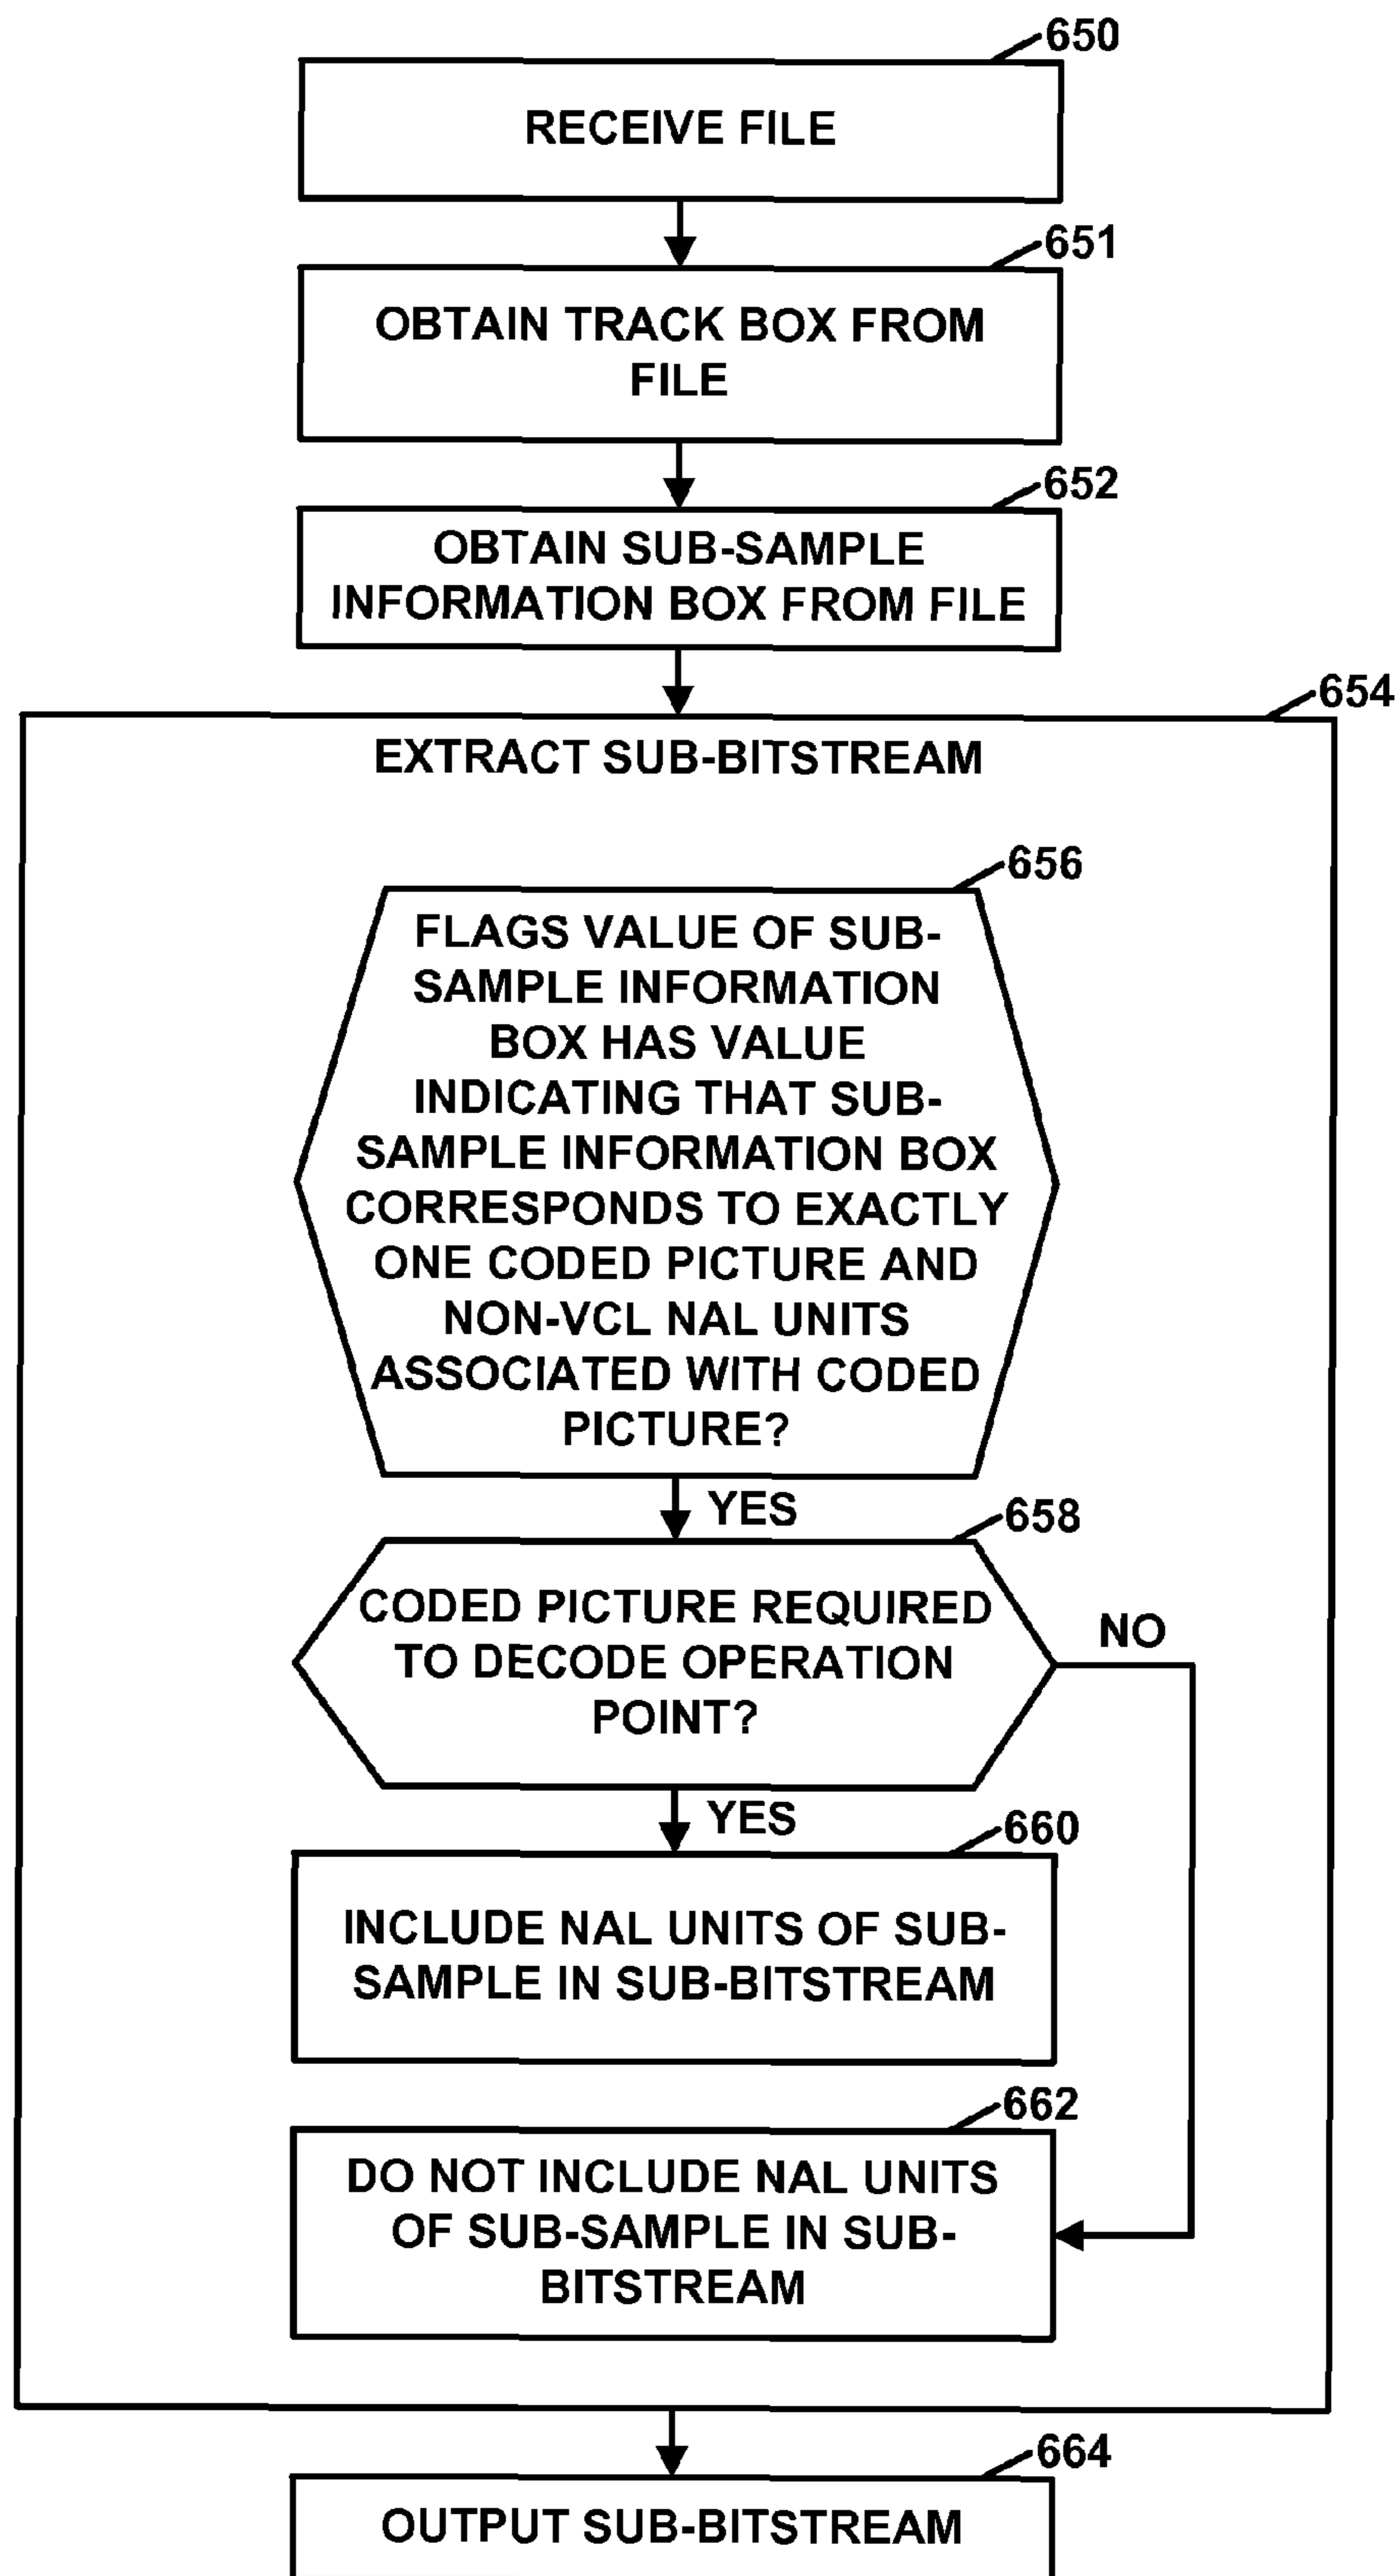 650
RECEIVE FILE
651
OBTAIN TRACK BOX FROM
FILE
652
OBTAIN SUB-SAMPLE
INFORMATION BOX FROM FILE
654
EXTRACT SUB-BITSTREAM
656
FLAGS VALUE OF SUB-
SAMPLE INFORMATION
BOX HAS VALUE
INDICATING THAT SUB-
SAMPLE INFORMATION BOX
CORRESPONDS TO EXACTLY
ONE CODED PICTURE AND
NON-VCL NAL UNITS
ASSOCIATED WITH CODED
PICTURE?
YES
658
CODED PICTURE REQUIRED
TO DECODE OPERATION
POINT?
NO
YES
660
INCLUDE NAL UNITS OF SUB-
SAMPLE IN SUB-BITSTREAM
662
DO NOT INCLUDE NAL UNITS
OF SUB-SAMPLE IN SUB-
BITSTREAM
664
OUTPUT SUB-BITSTREAM